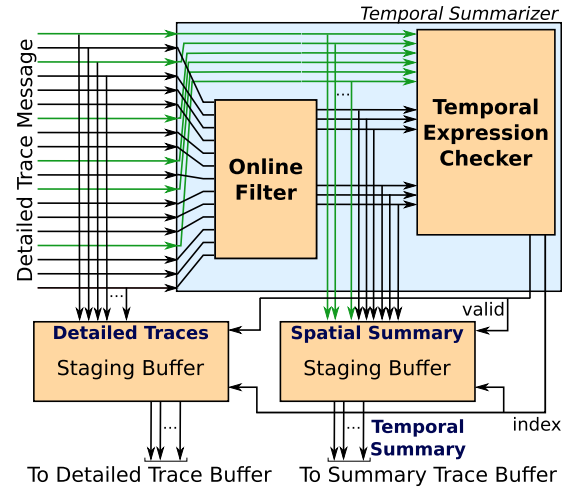 Temporal Summarizer
Detailed Trace Message
...
Temporal
Expression
Checker
Online
Filter
...
valid
Detailed Traces
Staging Buffer
Spatial Summary
Staging Buffer
index
...
...
Temporal
Summary
To Detailed Trace Buffer
To Summary Trace Buffer